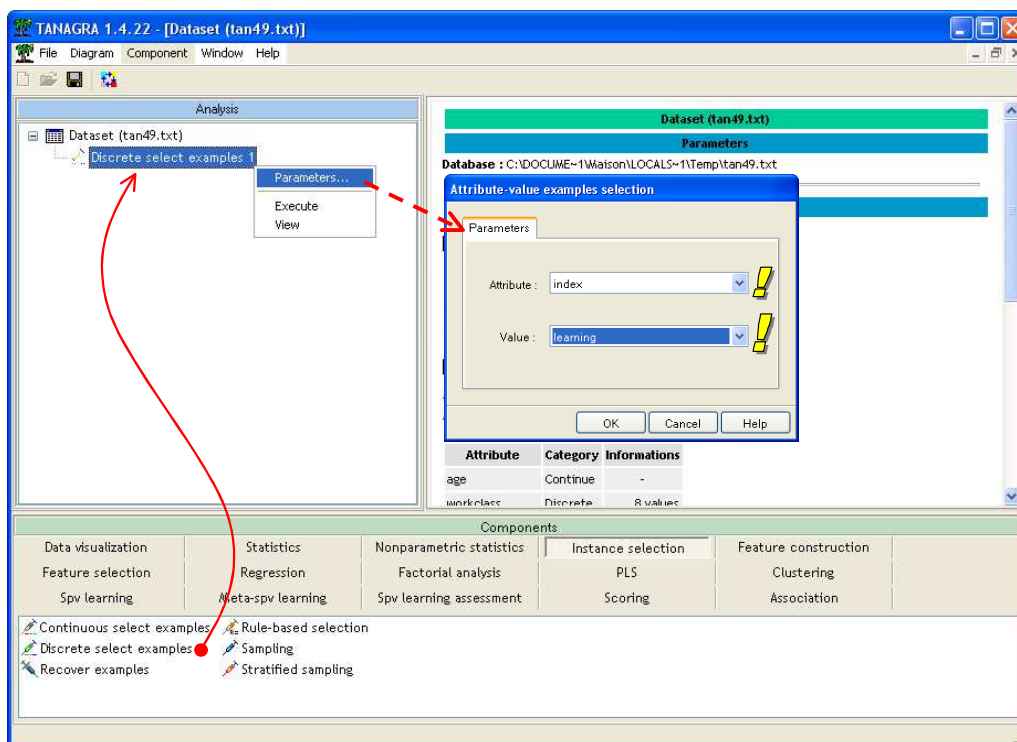 TANAGRA 1.4.22 - [Dataset (tan49.txt)]
File Diagram Component Window Help
Analysis
Dataset (tan49.txt)
Discrete select examples 1
Parameters...
Execute
View
Dataset (tan49.txt)
Parameters
Database : C:\DOCUME~1\Maison\LOCALS~1\Temp\tan49.txt
Attribute-value examples selection
Parameters
Attribute : index
Value : learning
OK Cancel Help
Attribute Category Informations
age Continue -
workclass Discrete 8 values
Components
Data visualization Statistics Nonparametric statistics Instance selection Feature construction
Feature selection Regression Factorial analysis PLS Clustering
Spv learning Meta-spv learning Spv learning assessment Scoring Association
Continuous select examples Rule-based selection
Discrete select examples Sampling
Recover examples Stratified sampling